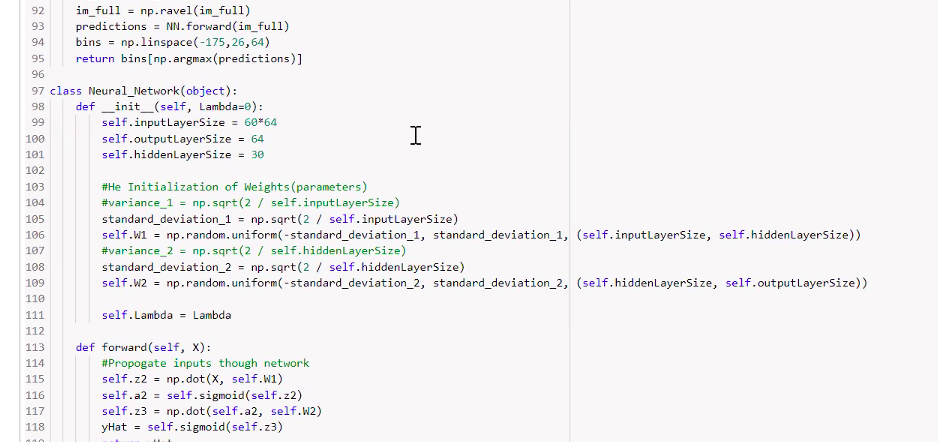 92 im_full = np.ravel(im_full)
93 predictions = NN.forward(im_full)
94 bins = np.linspace(-175,26,64)
95 return bins[np.argmax(predictions)]
96
97 class Neural_Network(object):
98 def __init__(self, Lambda=0):
99 self.inputLayerSize = 60*64
100 self.outputLayerSize = 64
101 self.hiddenLayerSize = 30
102
103 #He Initialization of Weights(parameters)
104 #variance_1 = np.sqrt(2 / self.inputLayerSize)
105 standard_deviation_1 = np.sqrt(2 / self.inputLayerSize)
106 self.W1 = np.random.uniform(-standard_deviation_1, standard_deviation_1, (self.inputLayerSize, self.hiddenLayerSize))
107 #variance_2 = np.sqrt(2 / self.hiddenLayerSize)
108 standard_deviation_2 = np.sqrt(2 / self.hiddenLayerSize)
109 self.W2 = np.random.uniform(-standard_deviation_2, standard_deviation_2, (self.hiddenLayerSize, self.outputLayerSize))
110
111 self.Lambda = Lambda
112
113 def forward(self, X):
114 #Propogate inputs though network
115 self.z2 = np.dot(X, self.W1)
116 self.a2 = self.sigmoid(self.z2)
117 self.z3 = np.dot(self.a2, self.W2)
118 yHat = self.sigmoid(self.z3)